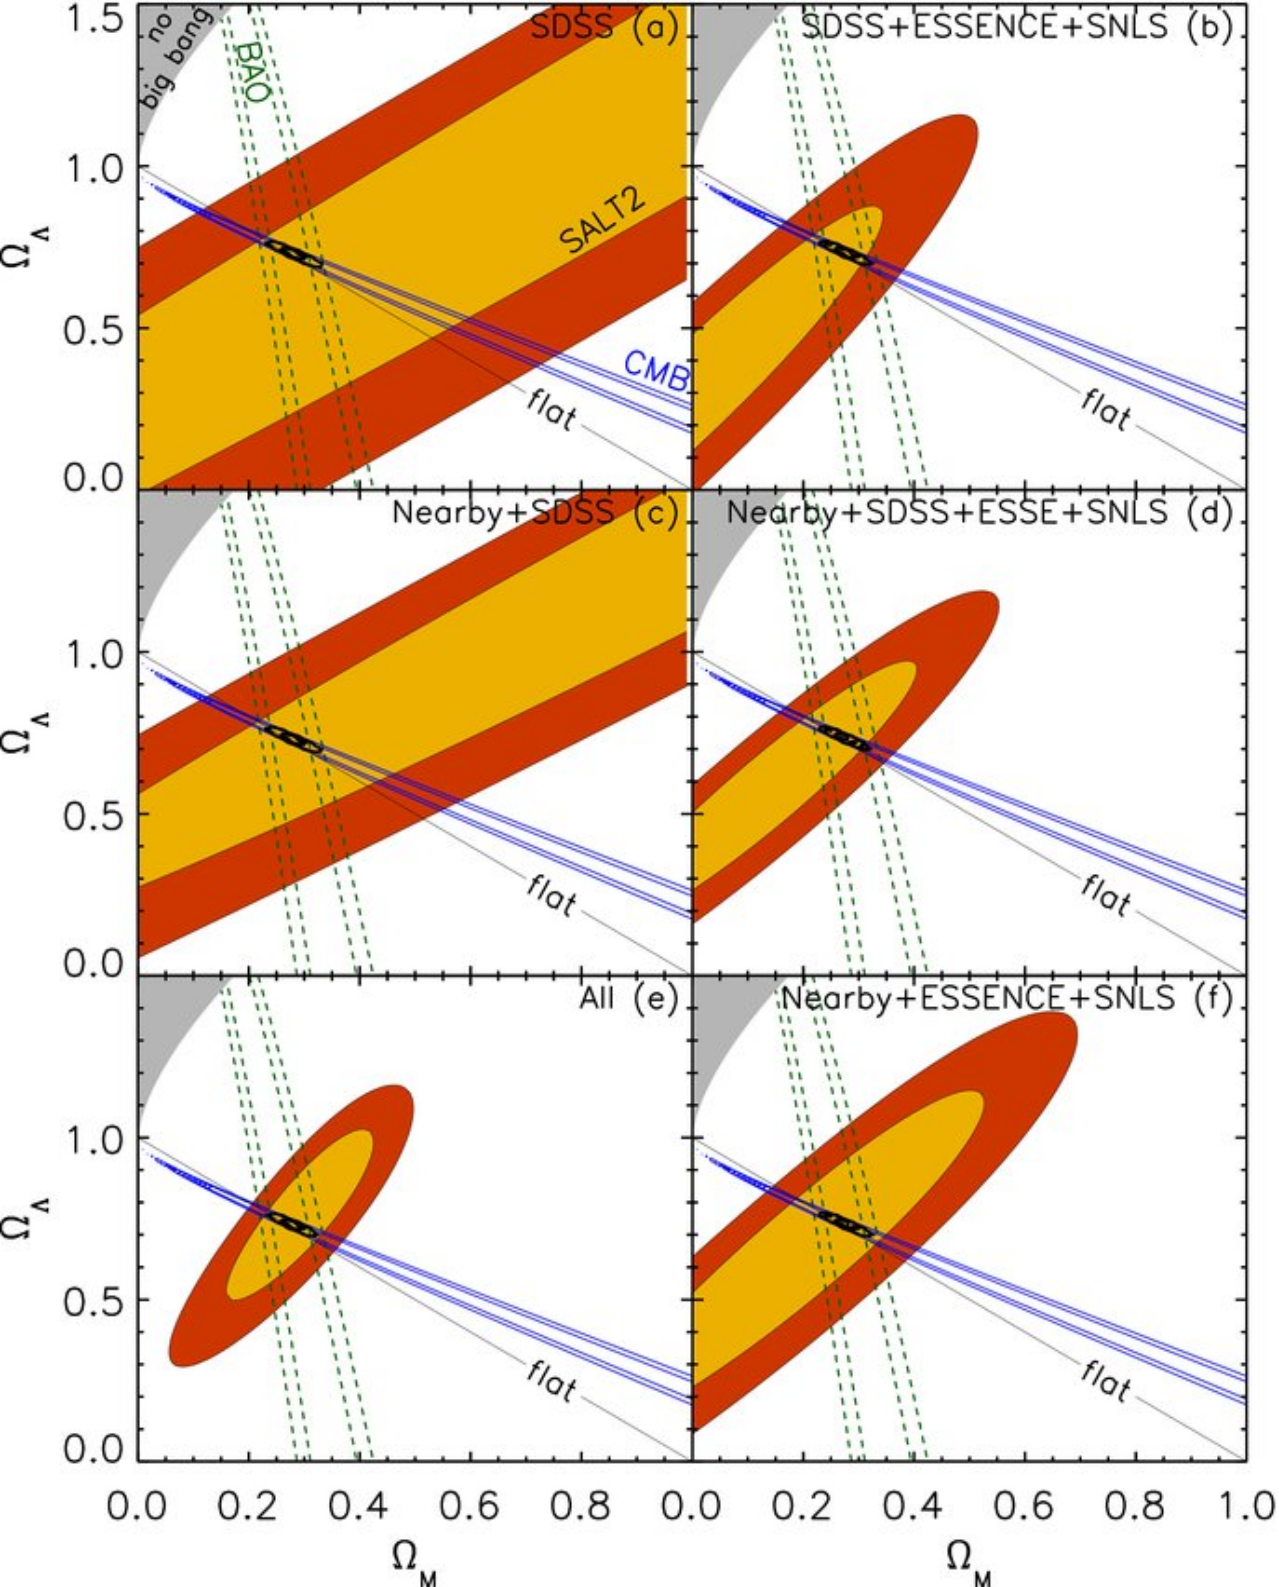 1.5
no
big bang
BAO
SDSS (a)
SDSS+ESSENCE+SNLS (b)
1.0
SALT2
Ω_Λ
0.5
CMB
flat
flat
0.0
Nearby+SDSS (c)
Nearby+SDSS+ESSE+SNLS (d)
1.0
Ω_Λ
0.5
flat
flat
0.0
All (e)
Nearby+ESSENCE+SNLS (f)
1.0
Ω_Λ
0.5
flat
flat
0.0
0.0 0.2 0.4 0.6 0.8 0.0 0.2 0.4 0.6 0.8 1.0
Ω_M Ω_M